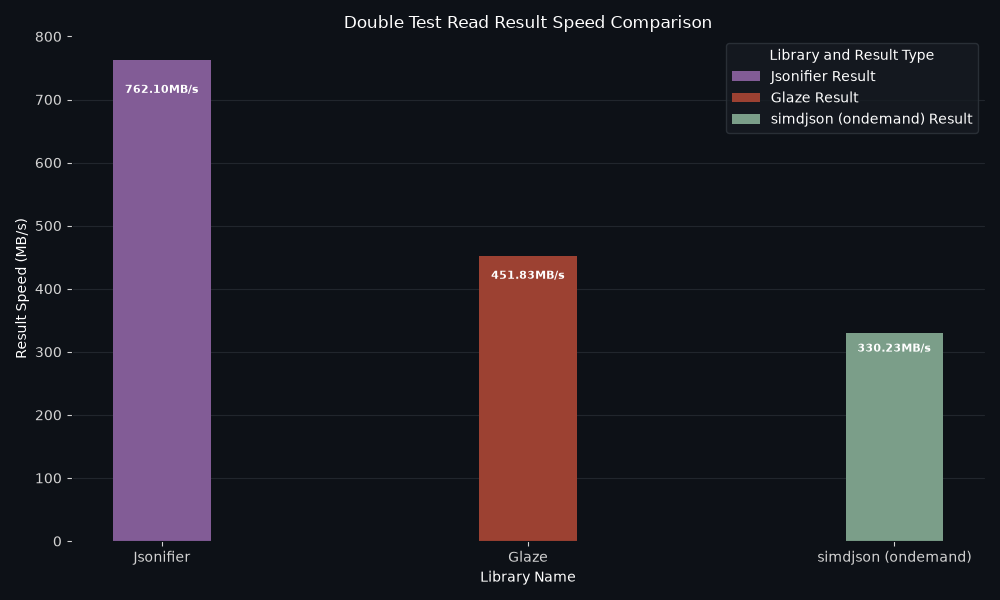 Double Test Read Result Speed Comparison
Library and Result Type
Jsonifier Result
Glaze Result
simdjson (ondemand) Result
Result Speed (MB/s)
800
700
600
500
400
300
200
100
0
762.10MB/s
451.83MB/s
330.23MB/s
Jsonifier
Glaze
simdjson (ondemand)
Library Name